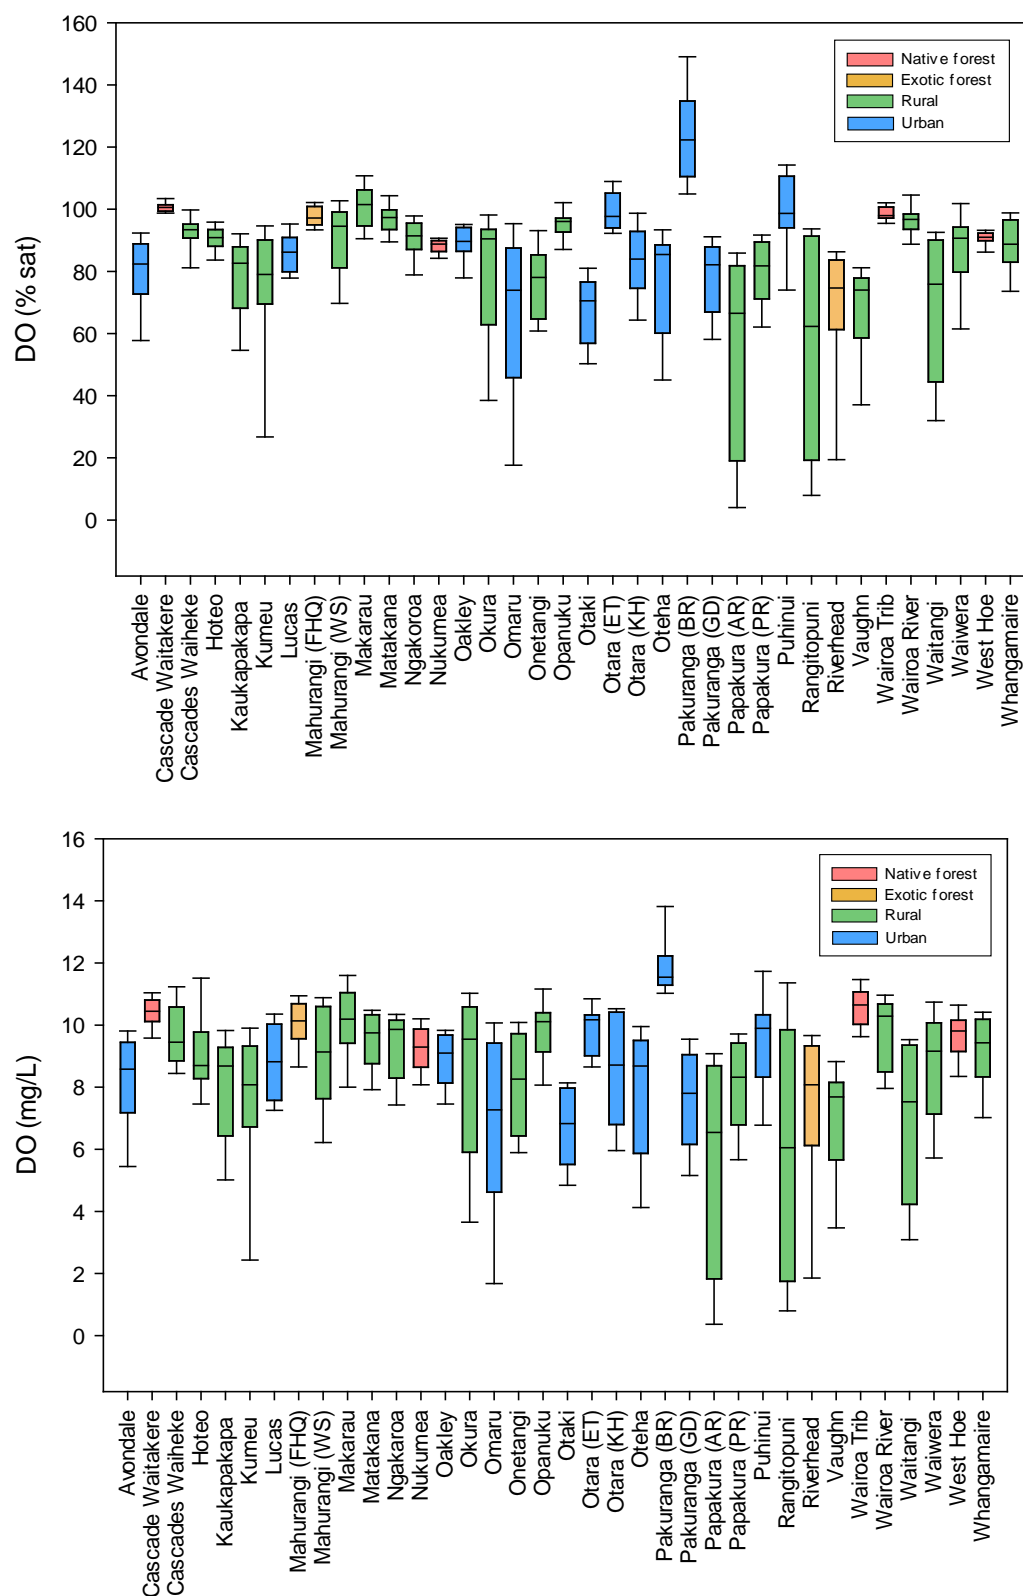 160
140
120
100
80
60
40
20
0
DO (% sat)
Native forest
Exotic forest
Rural
Urban
Avondale
Cascade Waitakere
Cascades Waiheke
Hoteo
Kaukapakapa
Kumeu
Lucas
Mahurangi (FHQ)
Mahurangi (WS)
Makarau
Matakana
Ngakoroa
Nukumea
Oakley
Okura
Omaru
Onetangi
Opanuku
Otaki
Otara (ET)
Otara (KH)
Oteha
Pakuranga (BR)
Pakuranga (GD)
Papakura (AR)
Papakura (PR)
Puhinui
Rangitopuni
Riverhead
Vaughn
Wairoa Trib
Wairoa River
Waitangi
Waiwera
West Hoe
Whangamaire
16
14
12
10
8
6
4
2
0
DO (mg/L)
Native forest
Exotic forest
Rural
Urban
Avondale
Cascade Waitakere
Cascades Waiheke
Hoteo
Kaukapakapa
Kumeu
Lucas
Mahurangi (FHQ)
Mahurangi (WS)
Makarau
Matakana
Ngakaroa
Nukumea
Oakley
Okura
Omaru
Onetangi
Opanuku
Otaki
Otara (ET)
Otara (KH)
Oteha
Pakuranga (BR)
Pakuranga (GD)
Papakura (AR)
Papakura (PR)
Puhinui
Rangitopuni
Riverhead
Vaughn
Wairoa Trib
Wairoa River
Waitangi
Waiwera
West Hoe
Whangamaire